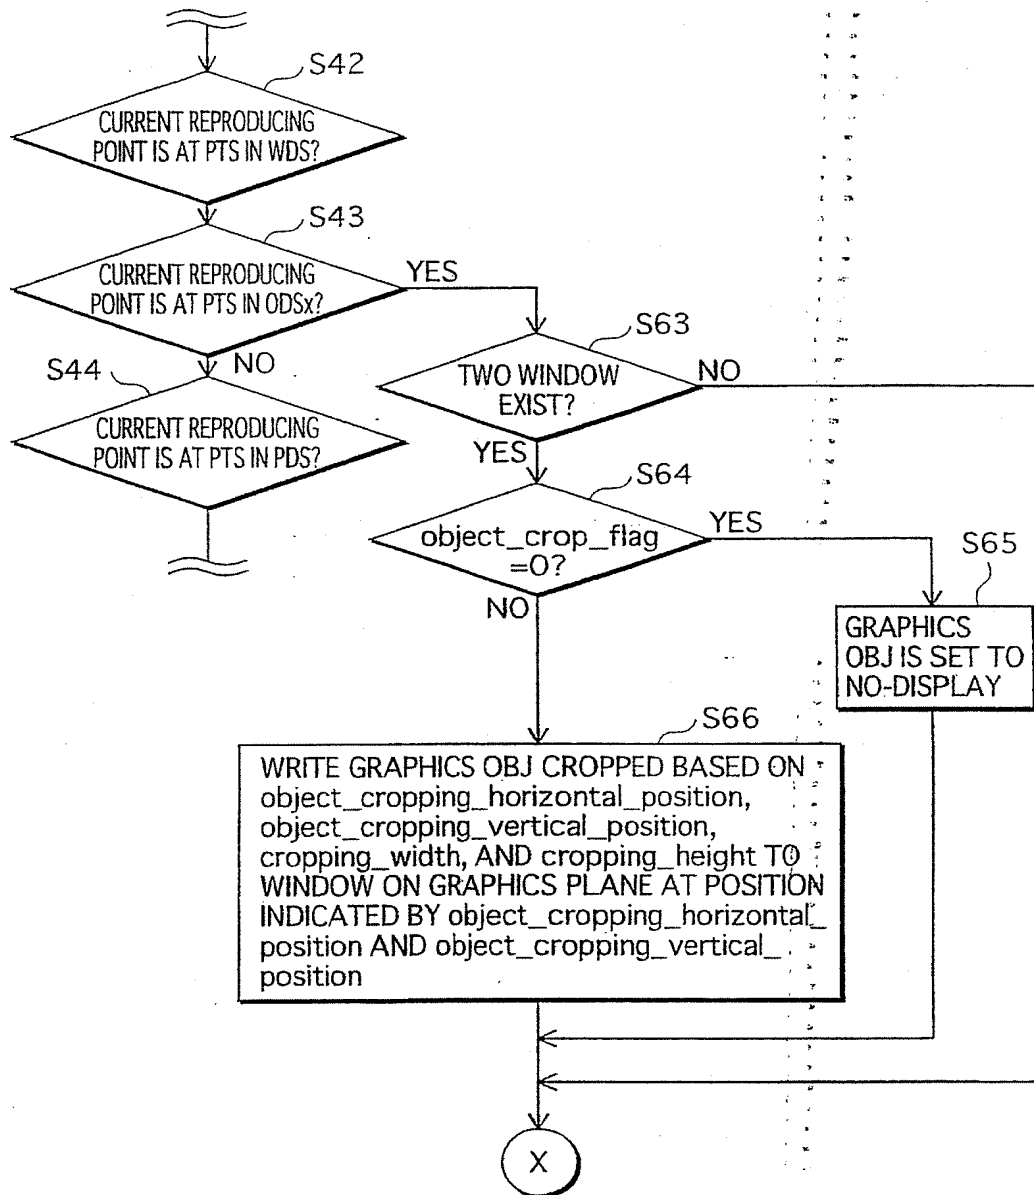 S42
CURRENT REPRODUCING
POINT IS AT PTS IN WDS?
S43
CURRENT REPRODUCING
POINT IS AT PTS IN ODSx?
YES
NO
S44
CURRENT REPRODUCING
POINT IS AT PTS IN PDS?
S63
TWO WINDOW
EXIST?
NO
YES
S64
object_crop_flag
=0?
YES
NO
S65
GRAPHICS
OBJ IS SET TO
NO-DISPLAY
S66
WRITE GRAPHICS OBJ CROPPED BASED ON
object_cropping_horizontal_position,
object_cropping_vertical_position,
cropping_width, AND cropping_height TO
WINDOW ON GRAPHICS PLANE AT POSITION
INDICATED BY object_cropping_horizontal_
position AND object_cropping_vertical_
position
X